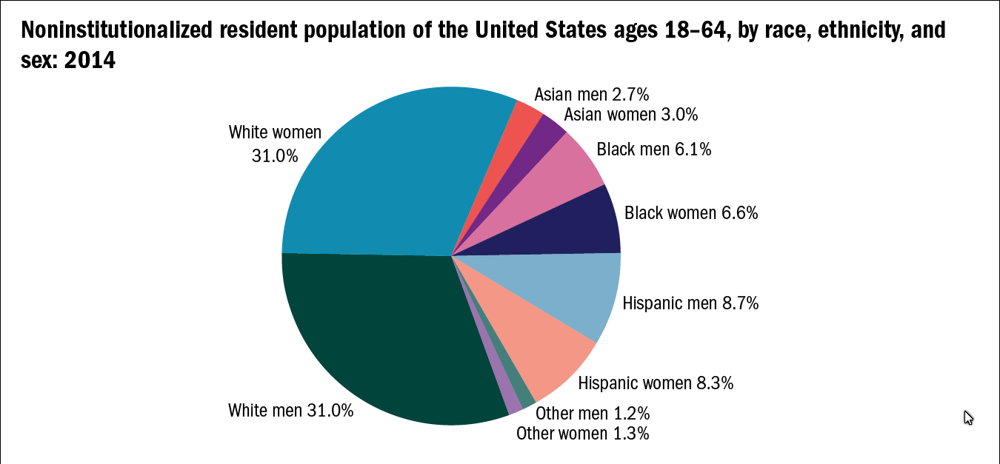 Noninstitutionalized resident population of the United States ages 18–64, by race, ethnicity, and
sex: 2014
Asian men 2.7%
Asian women 3.0%
White women
31.0%
Black men 6.1%
Black women 6.6%
Hispanic men 8.7%
Hispanic women 8.3%
White men 31.0%
Other men 1.2%
Other women 1.3%